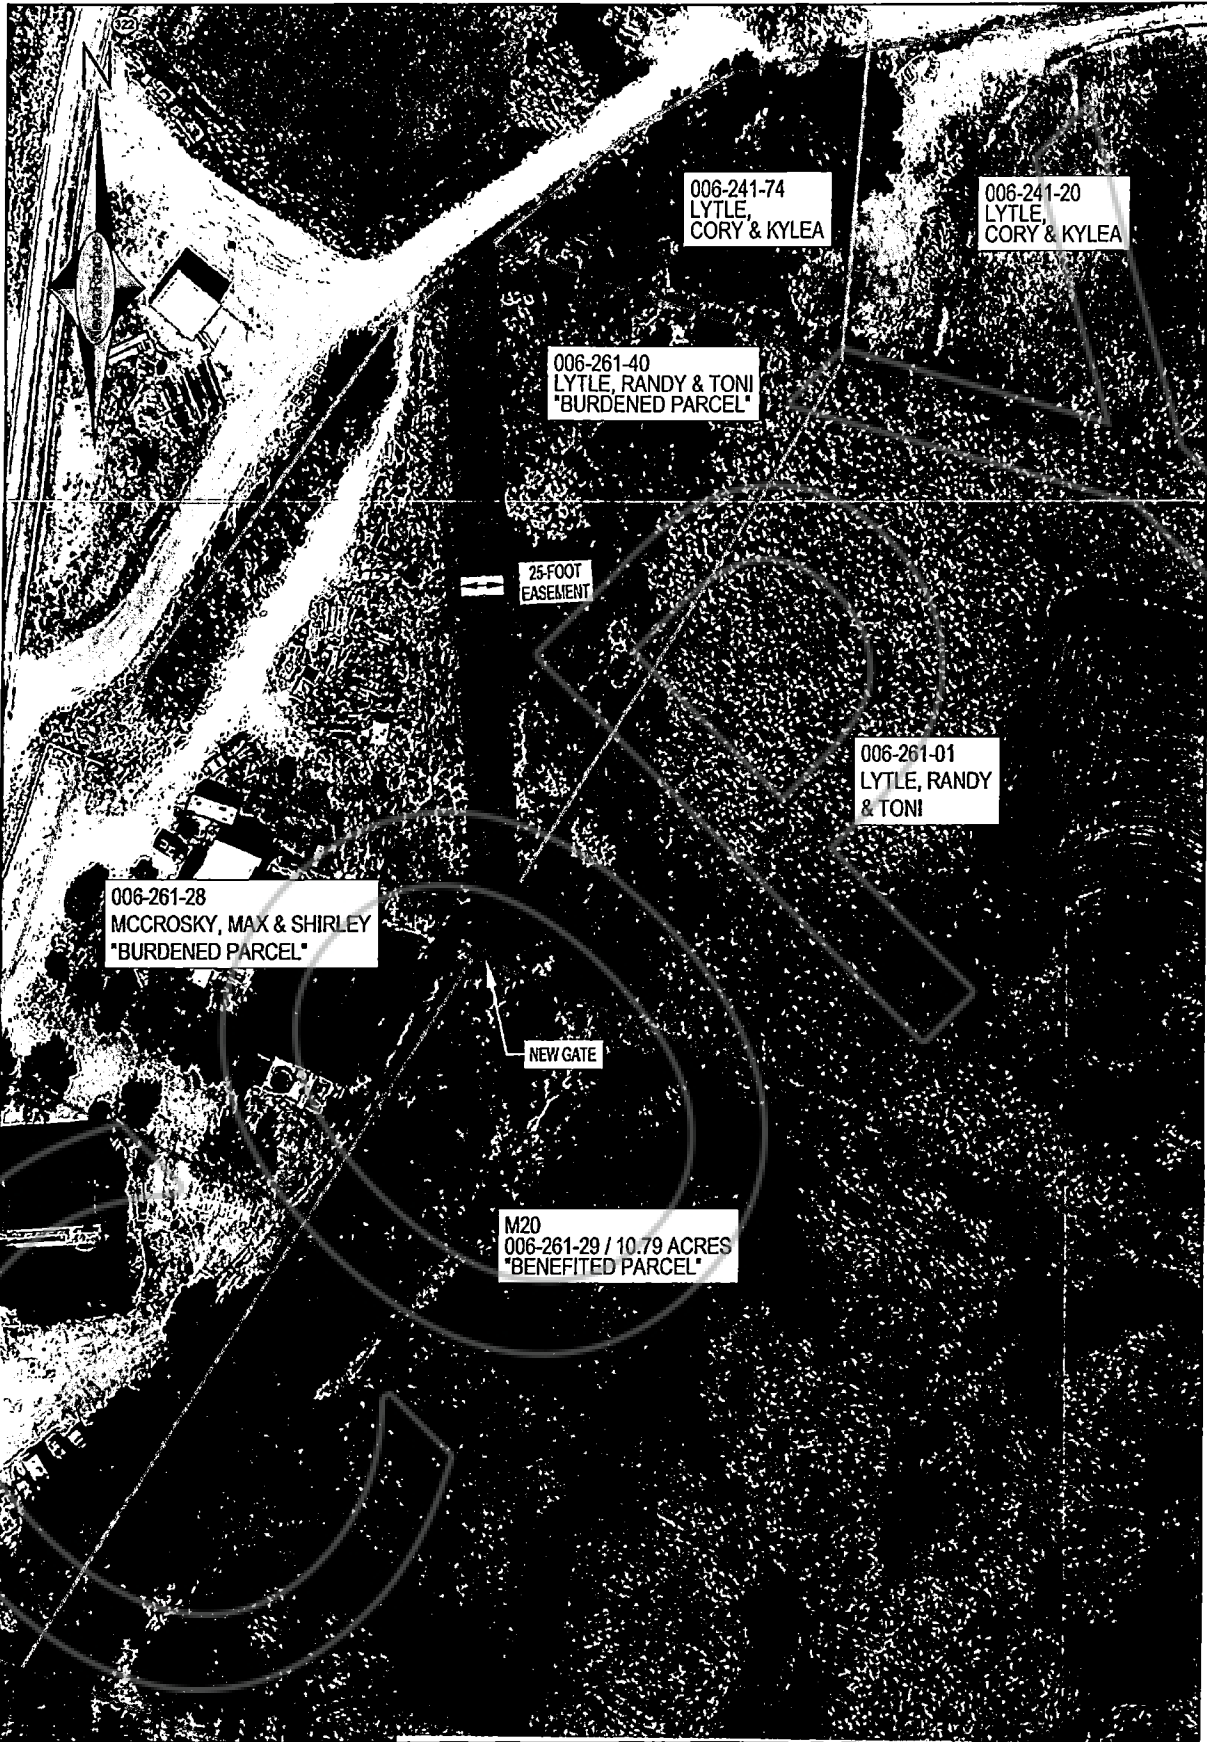 322
006-241-74
LYTLE,
CORY & KYLEA
006-241-20
LYTLE,
CORY & KYLEA
006-261-40
LYTLE, RANDY & TONI
"BURDENED PARCEL"
25-FOOT
EASEMENT
006-261-01
LYTLE, RANDY
& TONI
006-261-28
MCCROSKY, MAX & SHIRLEY
"BURDENED PARCEL"
NEW GATE
M20
006-261-29 / 10.79 ACRES
"BENEFITED PARCEL"